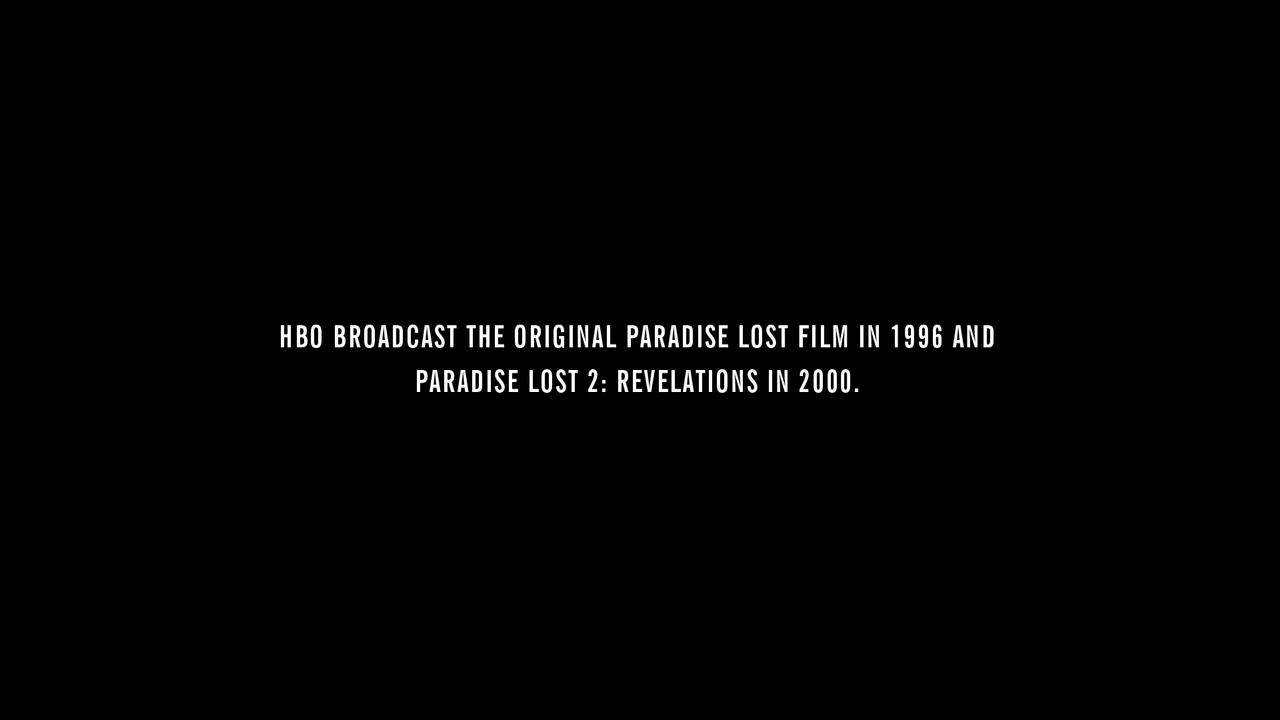 HBO BROADCAST THE ORIGINAL PARADISE LOST FILM IN 1996 AND
PARADISE LOST 2: REVELATIONS IN 2000.